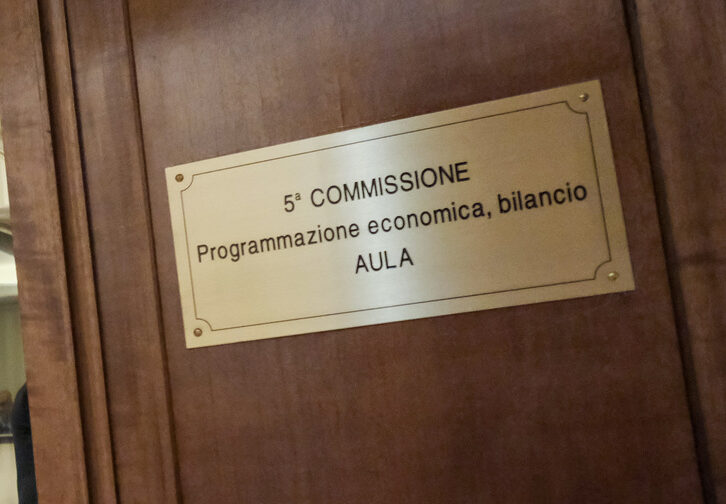 5ª COMMISSIONE
Programmazione economica, bilancio
AULA